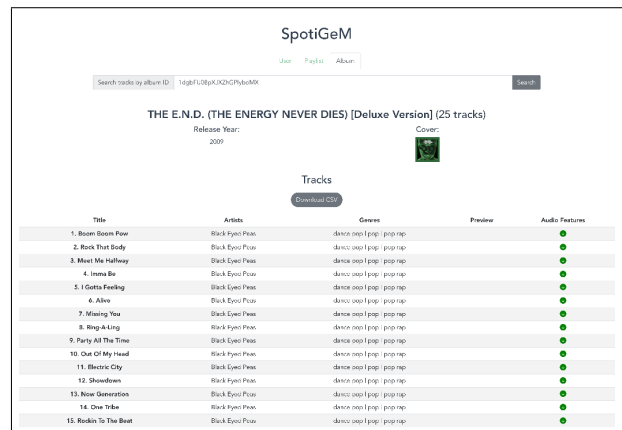 SpotiGeM
User Playlist Album
Search tracks by album ID Search
THE E.N.D. (THE ENERGY NEVER DIES) [Deluxe Version] (25 tracks)
Release Year: Cover:
2009
Tracks
Download CSV
Title Artists Genres Preview Audio Features
1. Boom Boom Pow Black Eyed Peas dance pop | pop | pop rap
2. Rock That Body Black Eyed Peas dance pop | pop | pop rap
3. Meet Me Halfway Black Eyed Peas dance pop | pop | pop rap
4. Imma Be Black Eyed Peas dance pop | pop | pop rap
5. I Gotta Feeling Black Eyed Peas dance pop | pop | pop rap
6. Alive Black Eyed Peas dance pop | pop | pop rap
7. Missing You Black Eyed Peas dance pop | pop | pop rap
8. Ring-A-Ling Black Eyed Peas dance pop | pop | pop rap
9. Party All The Time Black Eyed Peas dance pop | pop | pop rap
10. Out Of My Head Black Eyed Peas dance pop | pop | pop rap
11. Electric City Black Eyed Peas dance pop | pop | pop rap
12. Showdown Black Eyed Peas dance pop | pop | pop rap
13. Now Generation Black Eyed Peas dance pop | pop | pop rap
14. One Tribe Black Eyed Peas dance pop | pop | pop rap
15. Rockin To The Beat Black Eyed Peas dance pop | pop | pop rap